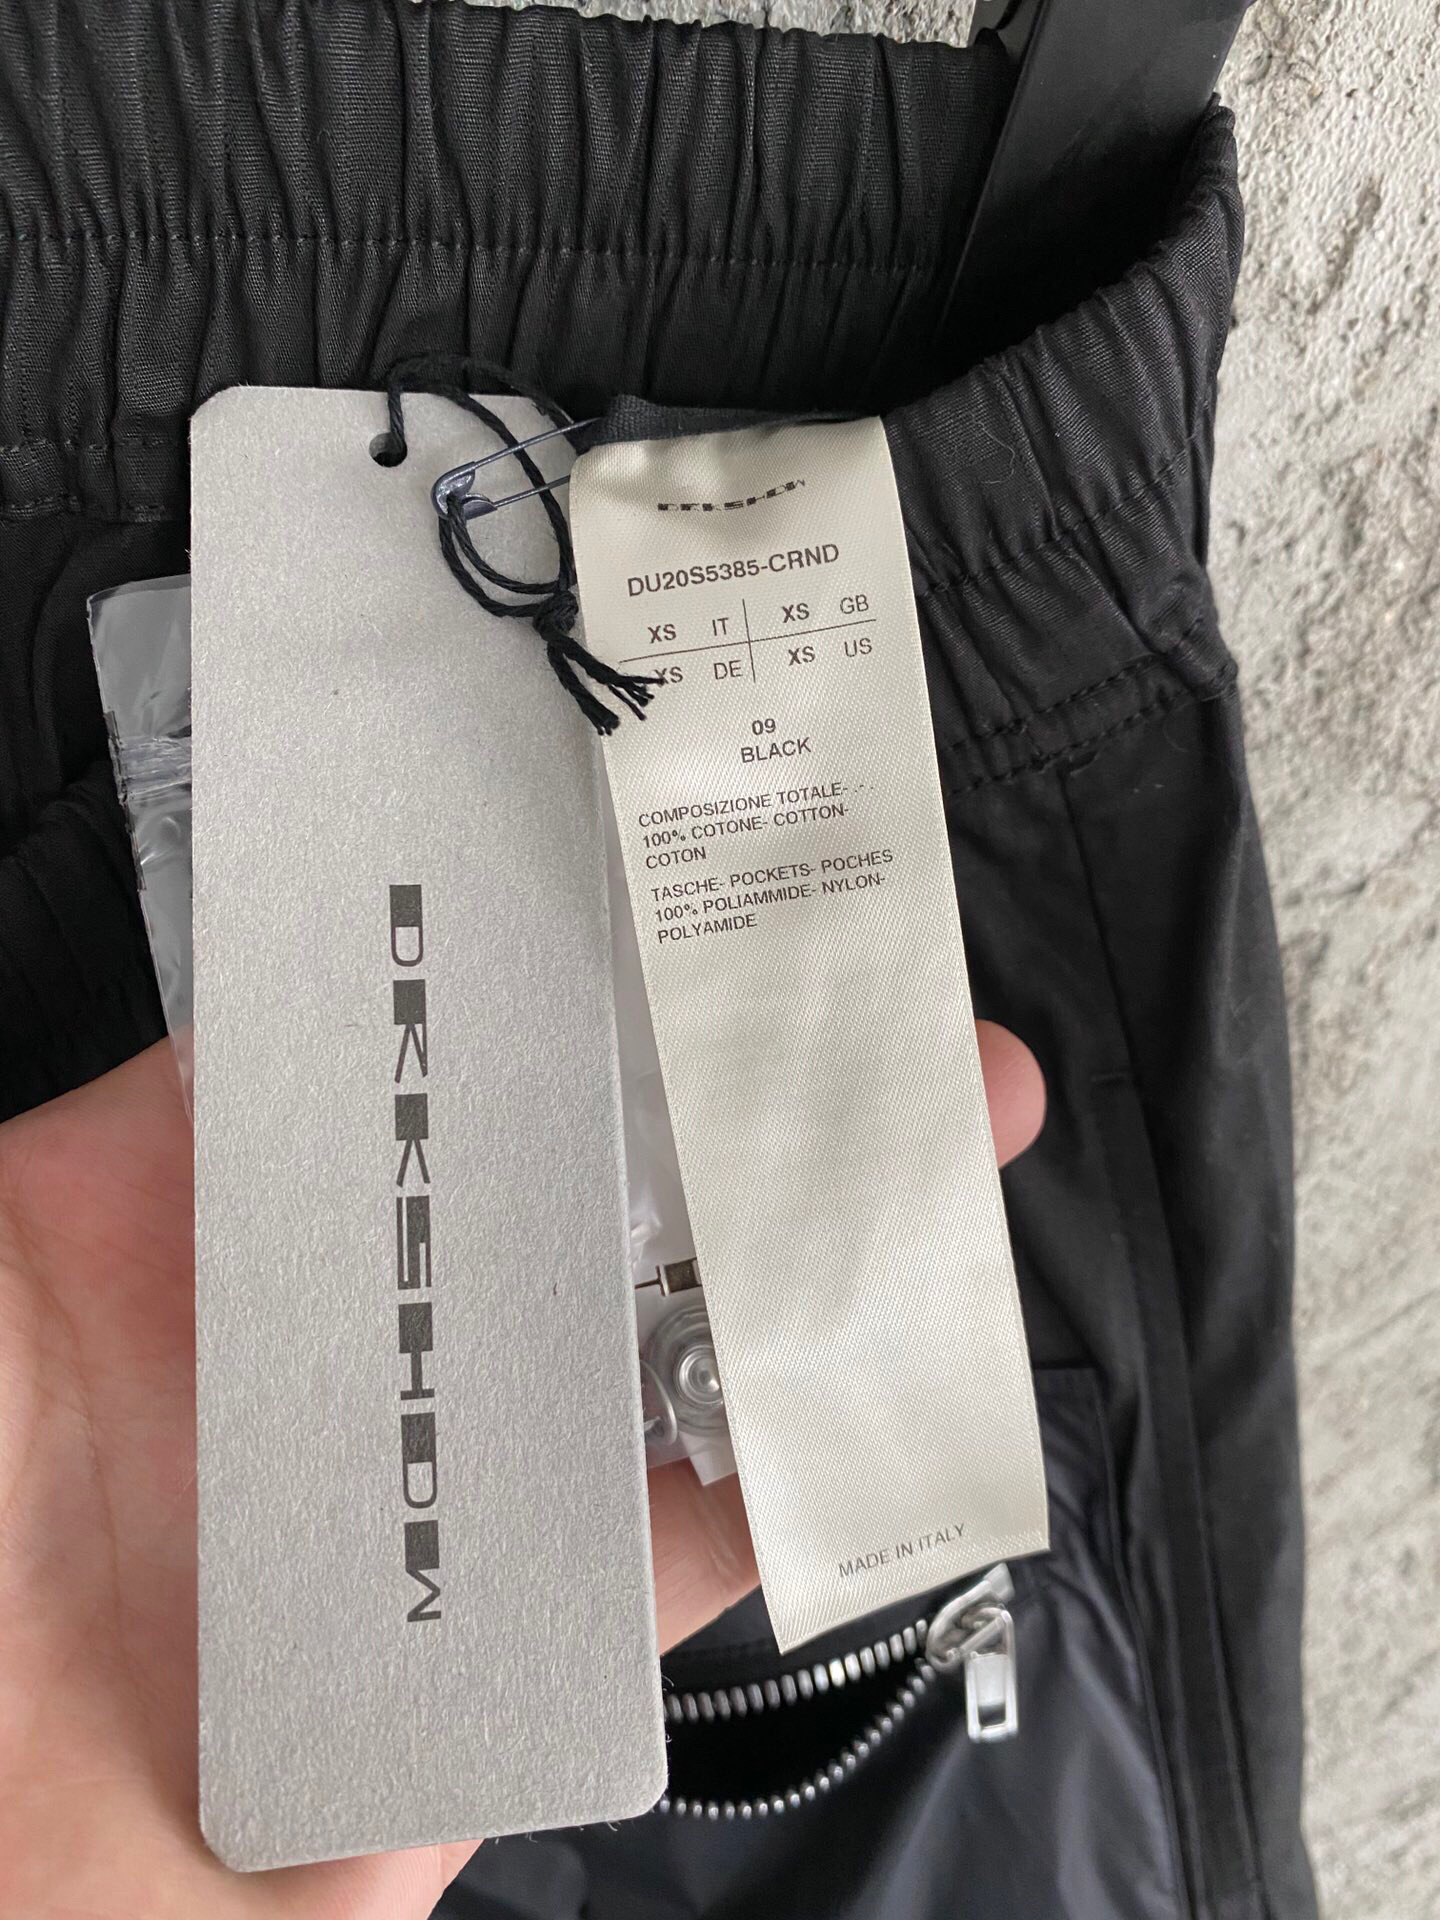 DRKSHDW
DRKSHDW
DU20S5385-CRND
XS IT XS GB
XS DE XS US
09
BLACK
COMPOSIZIONE TOTALE- .-.
100% COTONE- COTTON-
COTON
TASCHE- POCKETS- POCHES
100% POLIAMMIDE- NYLON-
POLYAMIDE
MADE IN ITALY